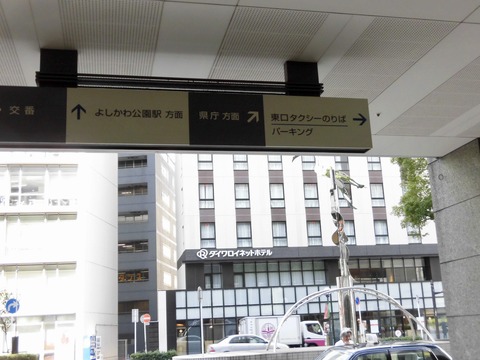 交番
よしかわ公園駅 方面
県庁 方面
東口タクシーのりば
パーキング
ダイワロイネットホテル